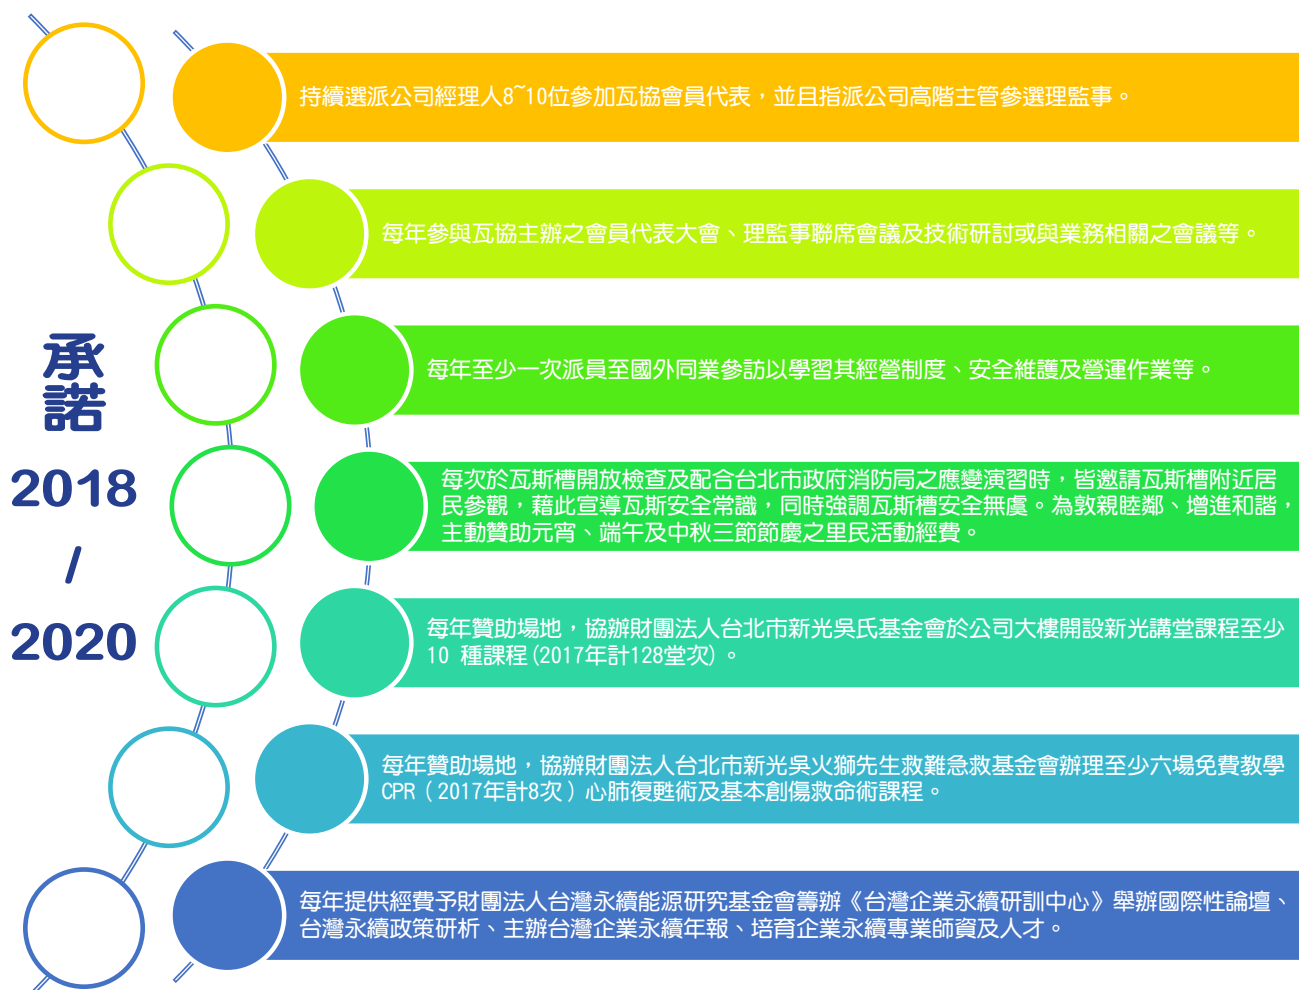 承
諾
2018
/
2020
持續選派公司經理人8~10位參加瓦協會員代表，並且指派公司高階主管參選理監事。
每年參與瓦協主辦之會員代表大會、理監事聯席會議及技術研討或與業務相關之會議等。
每年至少一次派員至國外同業參訪以學習其經營制度、安全維護及營運作業等。
每次於瓦斯槽開放檢查及配合台北市政府消防局之應變演習時，皆邀請瓦斯槽附近居
民參觀，藉此宣導瓦斯安全常識，同時強調瓦斯槽安全無虞。為敦親睦鄰、增進和諧，
主動贊助元宵、端午及中秋三節節慶之里民活動經費。
每年贊助場地，協辦財團法人台北市新光吳氏基金會於公司大樓開設新光講堂課程至少
10 種課程(2017年計128堂次)。
每年贊助場地，協辦財團法人台北市新光吳火獅先生救難急救基金會辦理至少六場免費教學
CPR（2017年計8次）心肺復甦術及基本創傷救命術課程。
每年提供經費予財團法人台灣永續能源研究基金會籌辦《台灣企業永續研訓中心》舉辦國際性論壇、
台灣永續政策研析、主辦台灣企業永續年報、培育企業永續專業師資及人才。